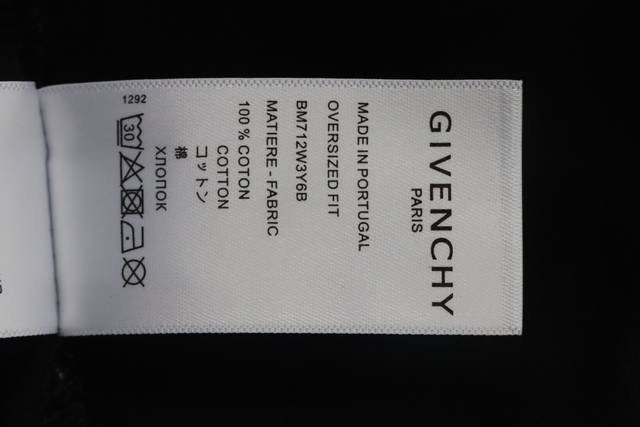 GIVENCHY
PARIS
MADE IN PORTUGAL
OVERSIZED FIT
BM712W3Y6B
MATIERE - FABRIC
100 % COTON
COTTON
コットン
棉
ХЛОПОК
30
1292